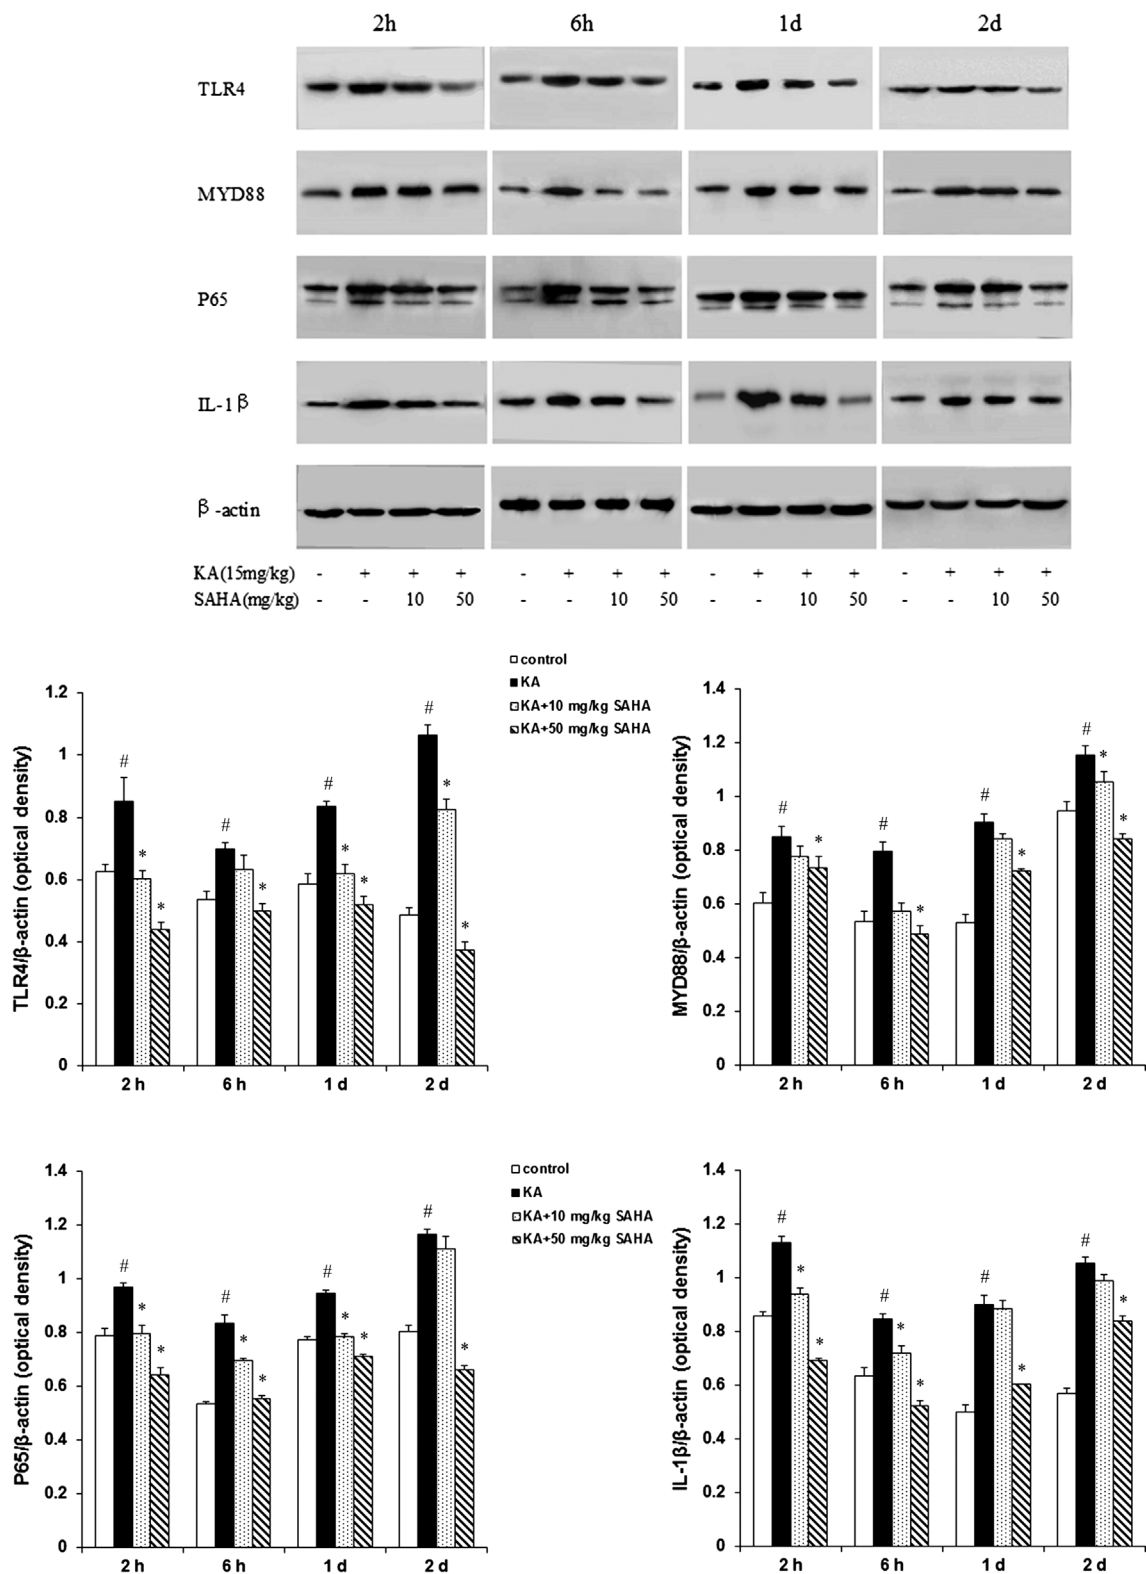 2h 6h 1d 2d
TLR4
MYD88
P65
IL-1β
β-actin
KA(15mg/kg) - + + + - + + + - + + + - + + +
SAHA(mg/kg) - - 10 50 - - 10 50 - - 10 50 - - 10 50
control
KA
KA+10 mg/kg SAHA
KA+50 mg/kg SAHA
TLR4/β-actin (optical density)
1.2
1
0.8
0.6
0.4
0.2
0
# * * # * # * * # * *
2 h 6 h 1 d 2 d
MYD88/β-actin (optical density)
1.4
1.2
1
0.8
0.6
0.4
0.2
0
# * # * # * # * *
2 h 6 h 1 d 2 d
control
KA
KA+10 mg/kg SAHA
KA+50 mg/kg SAHA
P65/β-actin (optical density)
1.4
1.2
1
0.8
0.6
0.4
0.2
0
# * * # * * # * * # *
2 h 6 h 1 d 2 d
IL-1β/β-actin (optical density)
1.4
1.2
1
0.8
0.6
0.4
0.2
0
# * * # * * # * # *
2 h 6 h 1 d 2 d